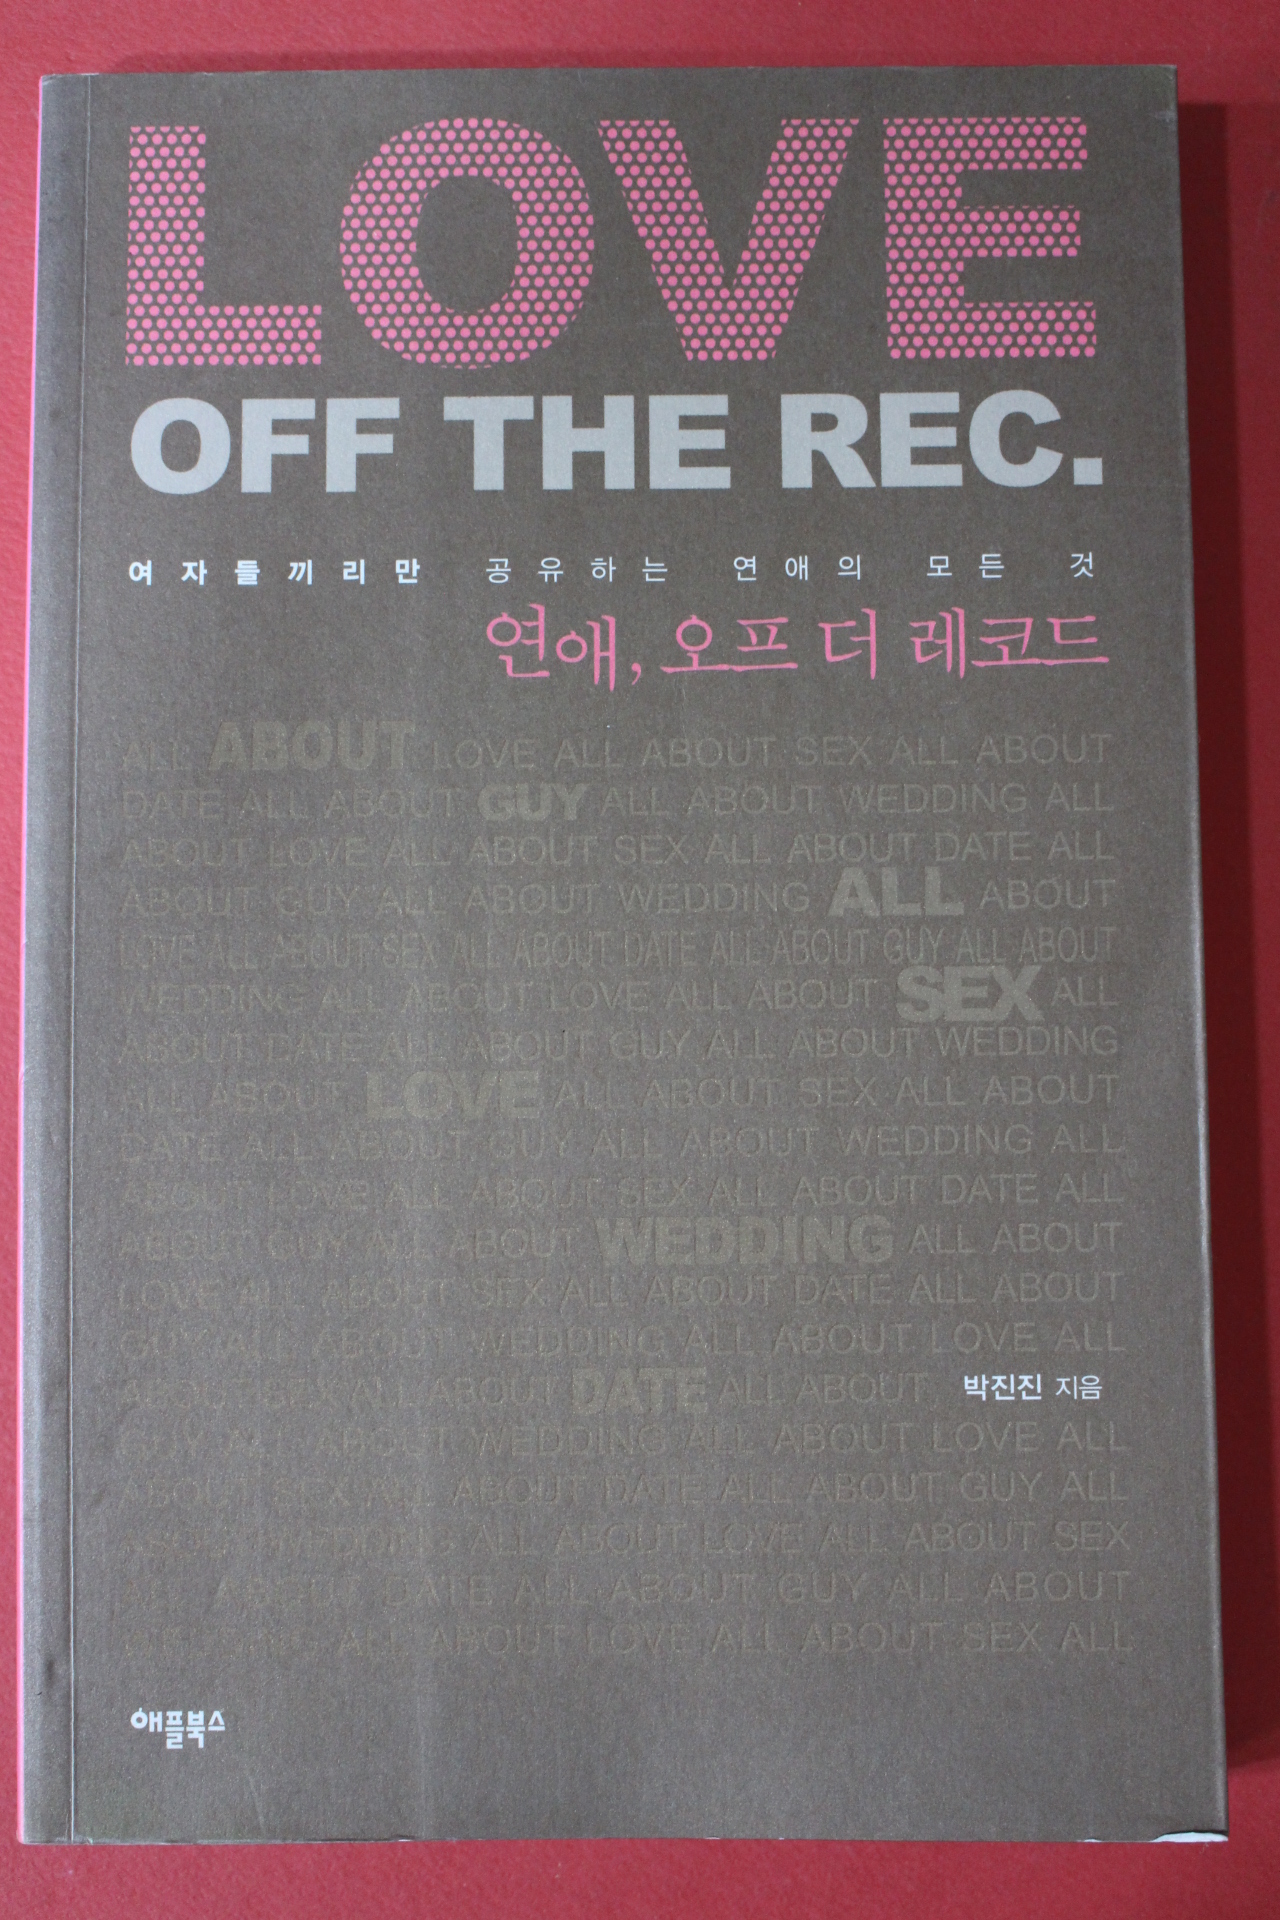 LOVE
OFF THE REC.
여자들끼리만 공유하는 연애의 모든 것
연애, 오프 더 레코드
ALL ABOUT LOVE ALL ABOUT SEX ALL ABOUT
DATE ALL ABOUT GUY ALL ABOUT WEDDING ALL
ABOUT LOVE ALL ABOUT SEX ALL ABOUT DATE ALL
ABOUT GUY ALL ABOUT WEDDING ALL ABOUT
LOVE ALL ABOUT SEX ALL ABOUT DATE ALL ABOUT GUY ALL ABOUT
WEDDING ALL ABOUT LOVE ALL ABOUT SEX ALL
ABOUT DATE ALL ABOUT GUY ALL ABOUT WEDDING
ALL ABOUT LOVE ALL ABOUT SEX ALL ABOUT
DATE ALL ABOUT GUY ALL ABOUT WEDDING ALL
ABOUT LOVE ALL ABOUT SEX ALL ABOUT DATE ALL
ABOUT GUY ALL ABOUT WEDDING ALL ABOUT
LOVE ALL ABOUT SEX ALL ABOUT DATE ALL ABOUT
GUY ALL ABOUT WEDDING ALL ABOUT LOVE ALL
ABOUT SEX ALL ABOUT DATE ALL ABOUT
박진진 지음
GUY ALL ABOUT WEDDING ALL ABOUT LOVE ALL
ABOUT SEX ALL ABOUT DATE ALL ABOUT GUY ALL
ABOUT WEDDING ALL ABOUT LOVE ALL ABOUT SEX
ALL ABOUT DATE ALL ABOUT GUY ALL ABOUT
WEDDING ALL ABOUT LOVE ALL ABOUT SEX ALL
애플북스